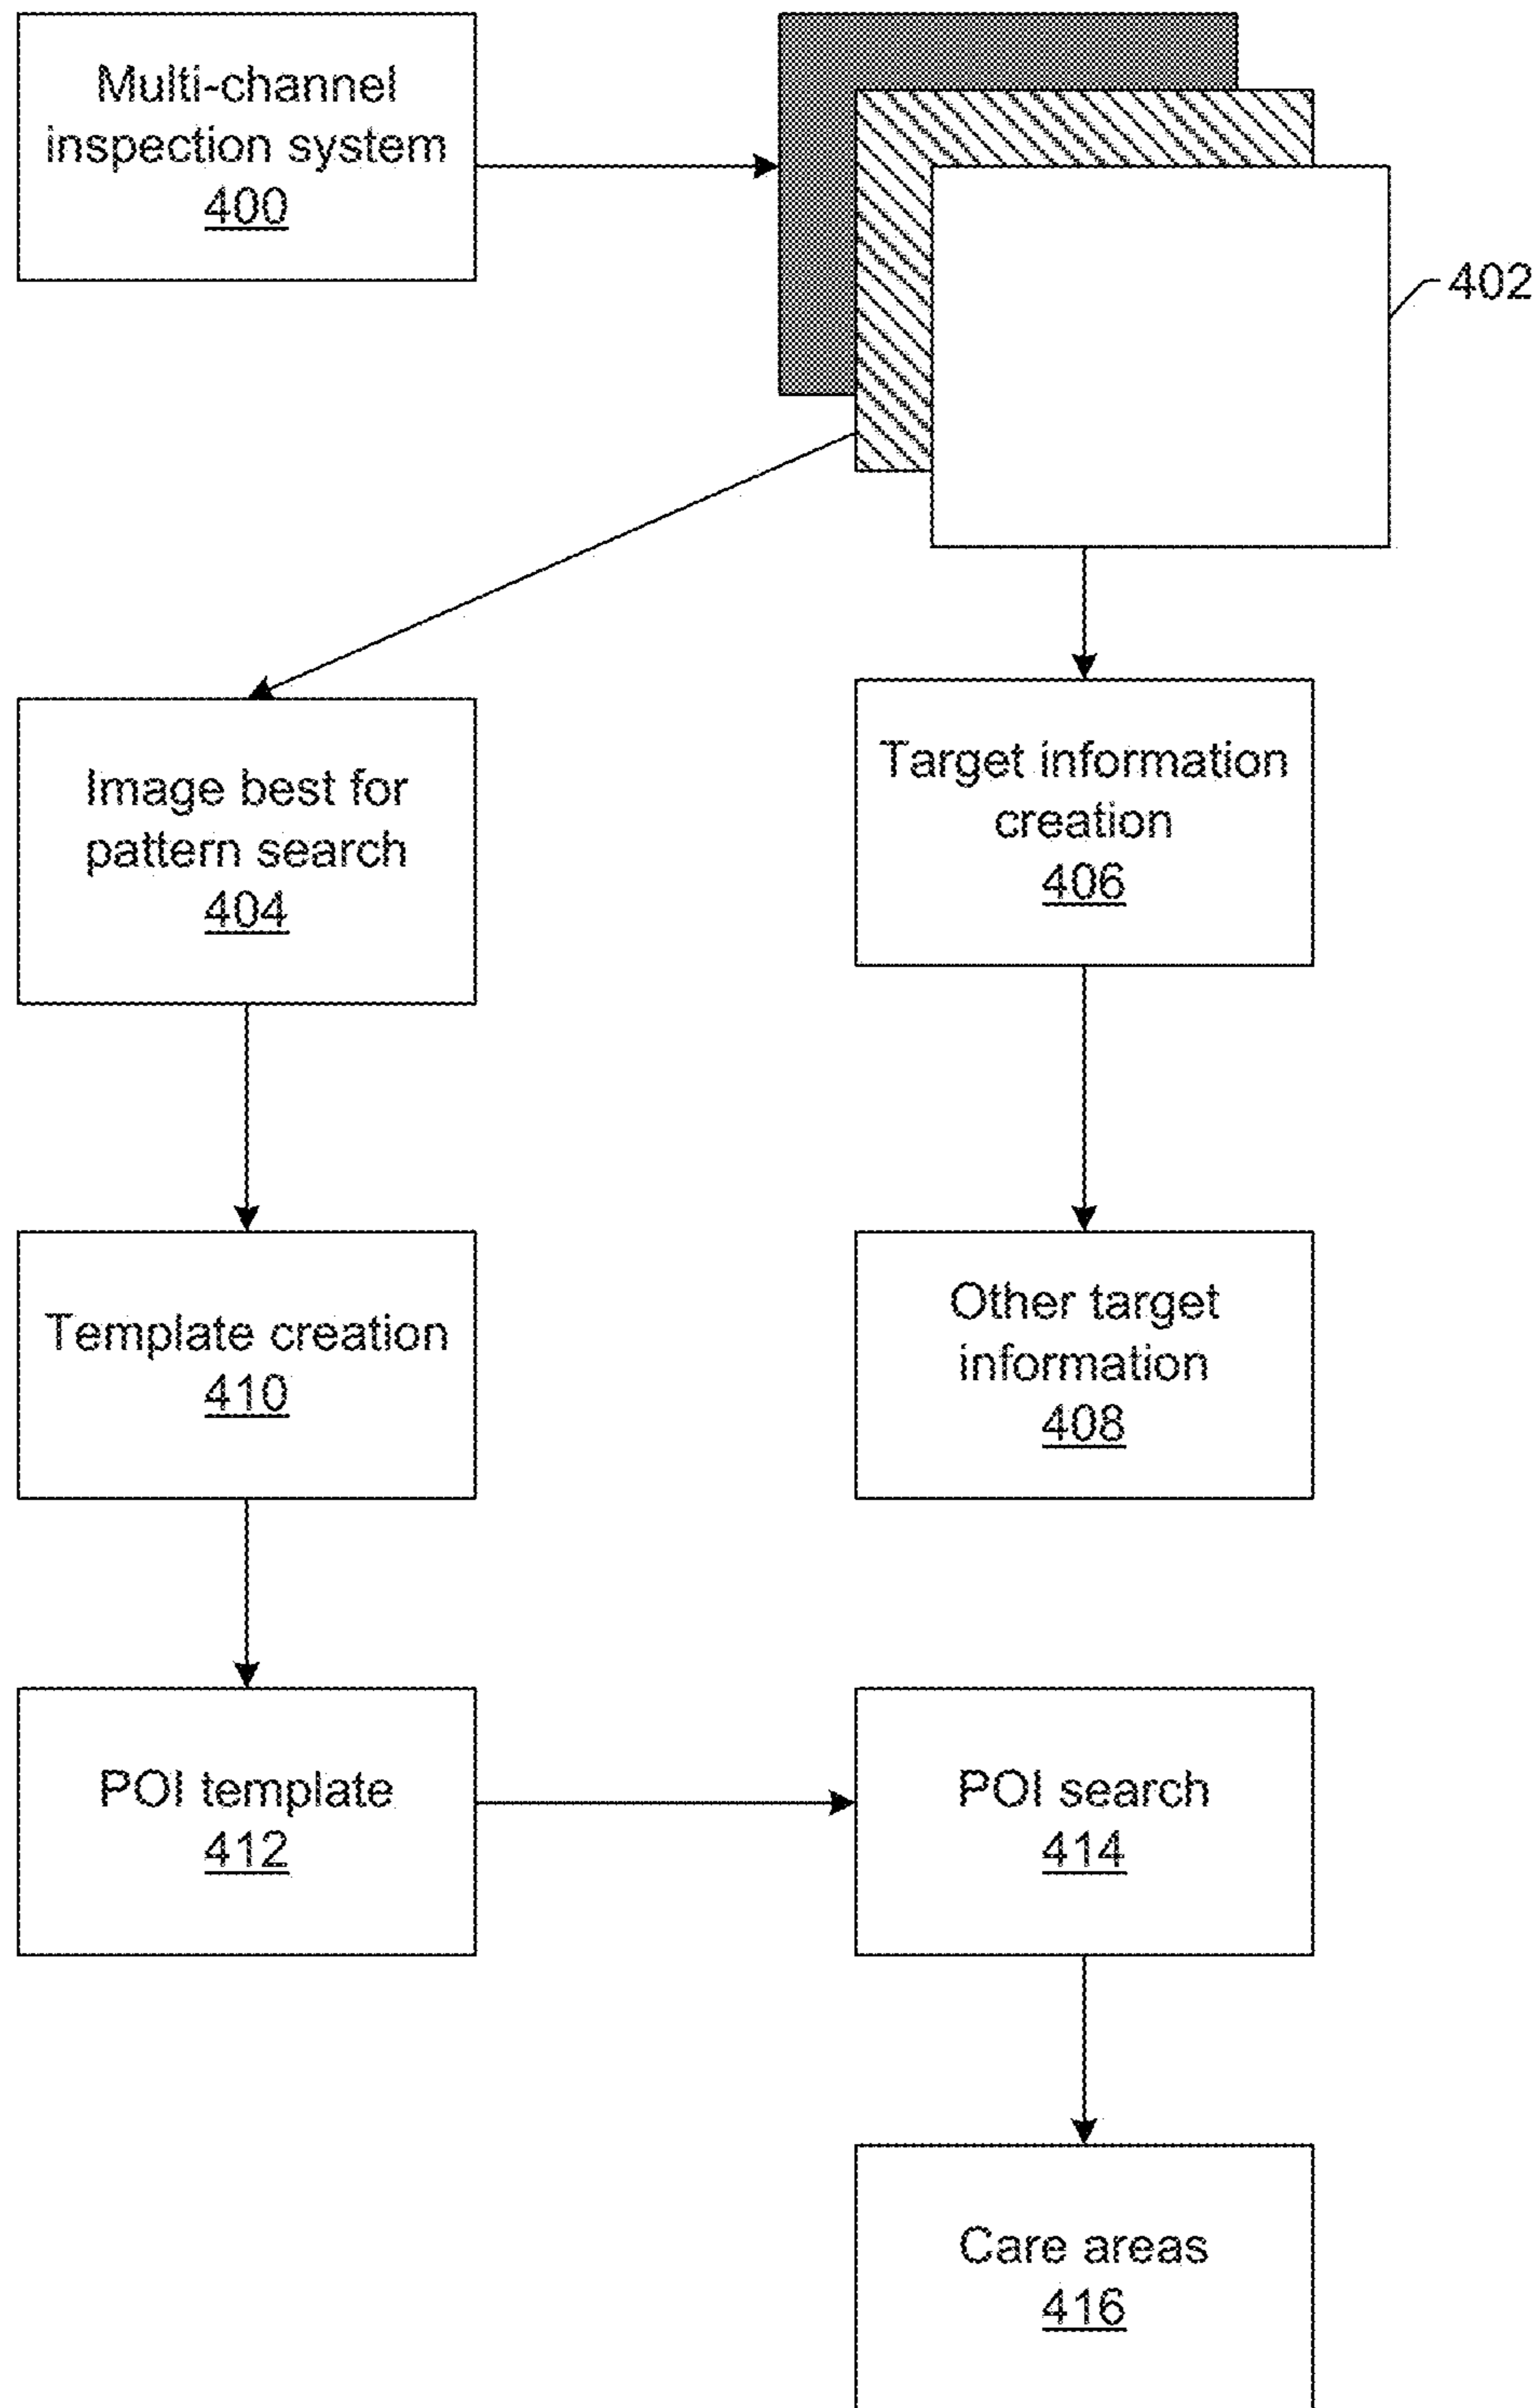 Multi-channel
inspection system
400
402
Image best for
pattern search
404
Target information
creation
406
Template creation
410
Other target
information
408
POI template
412
POI search
414
Care areas
416